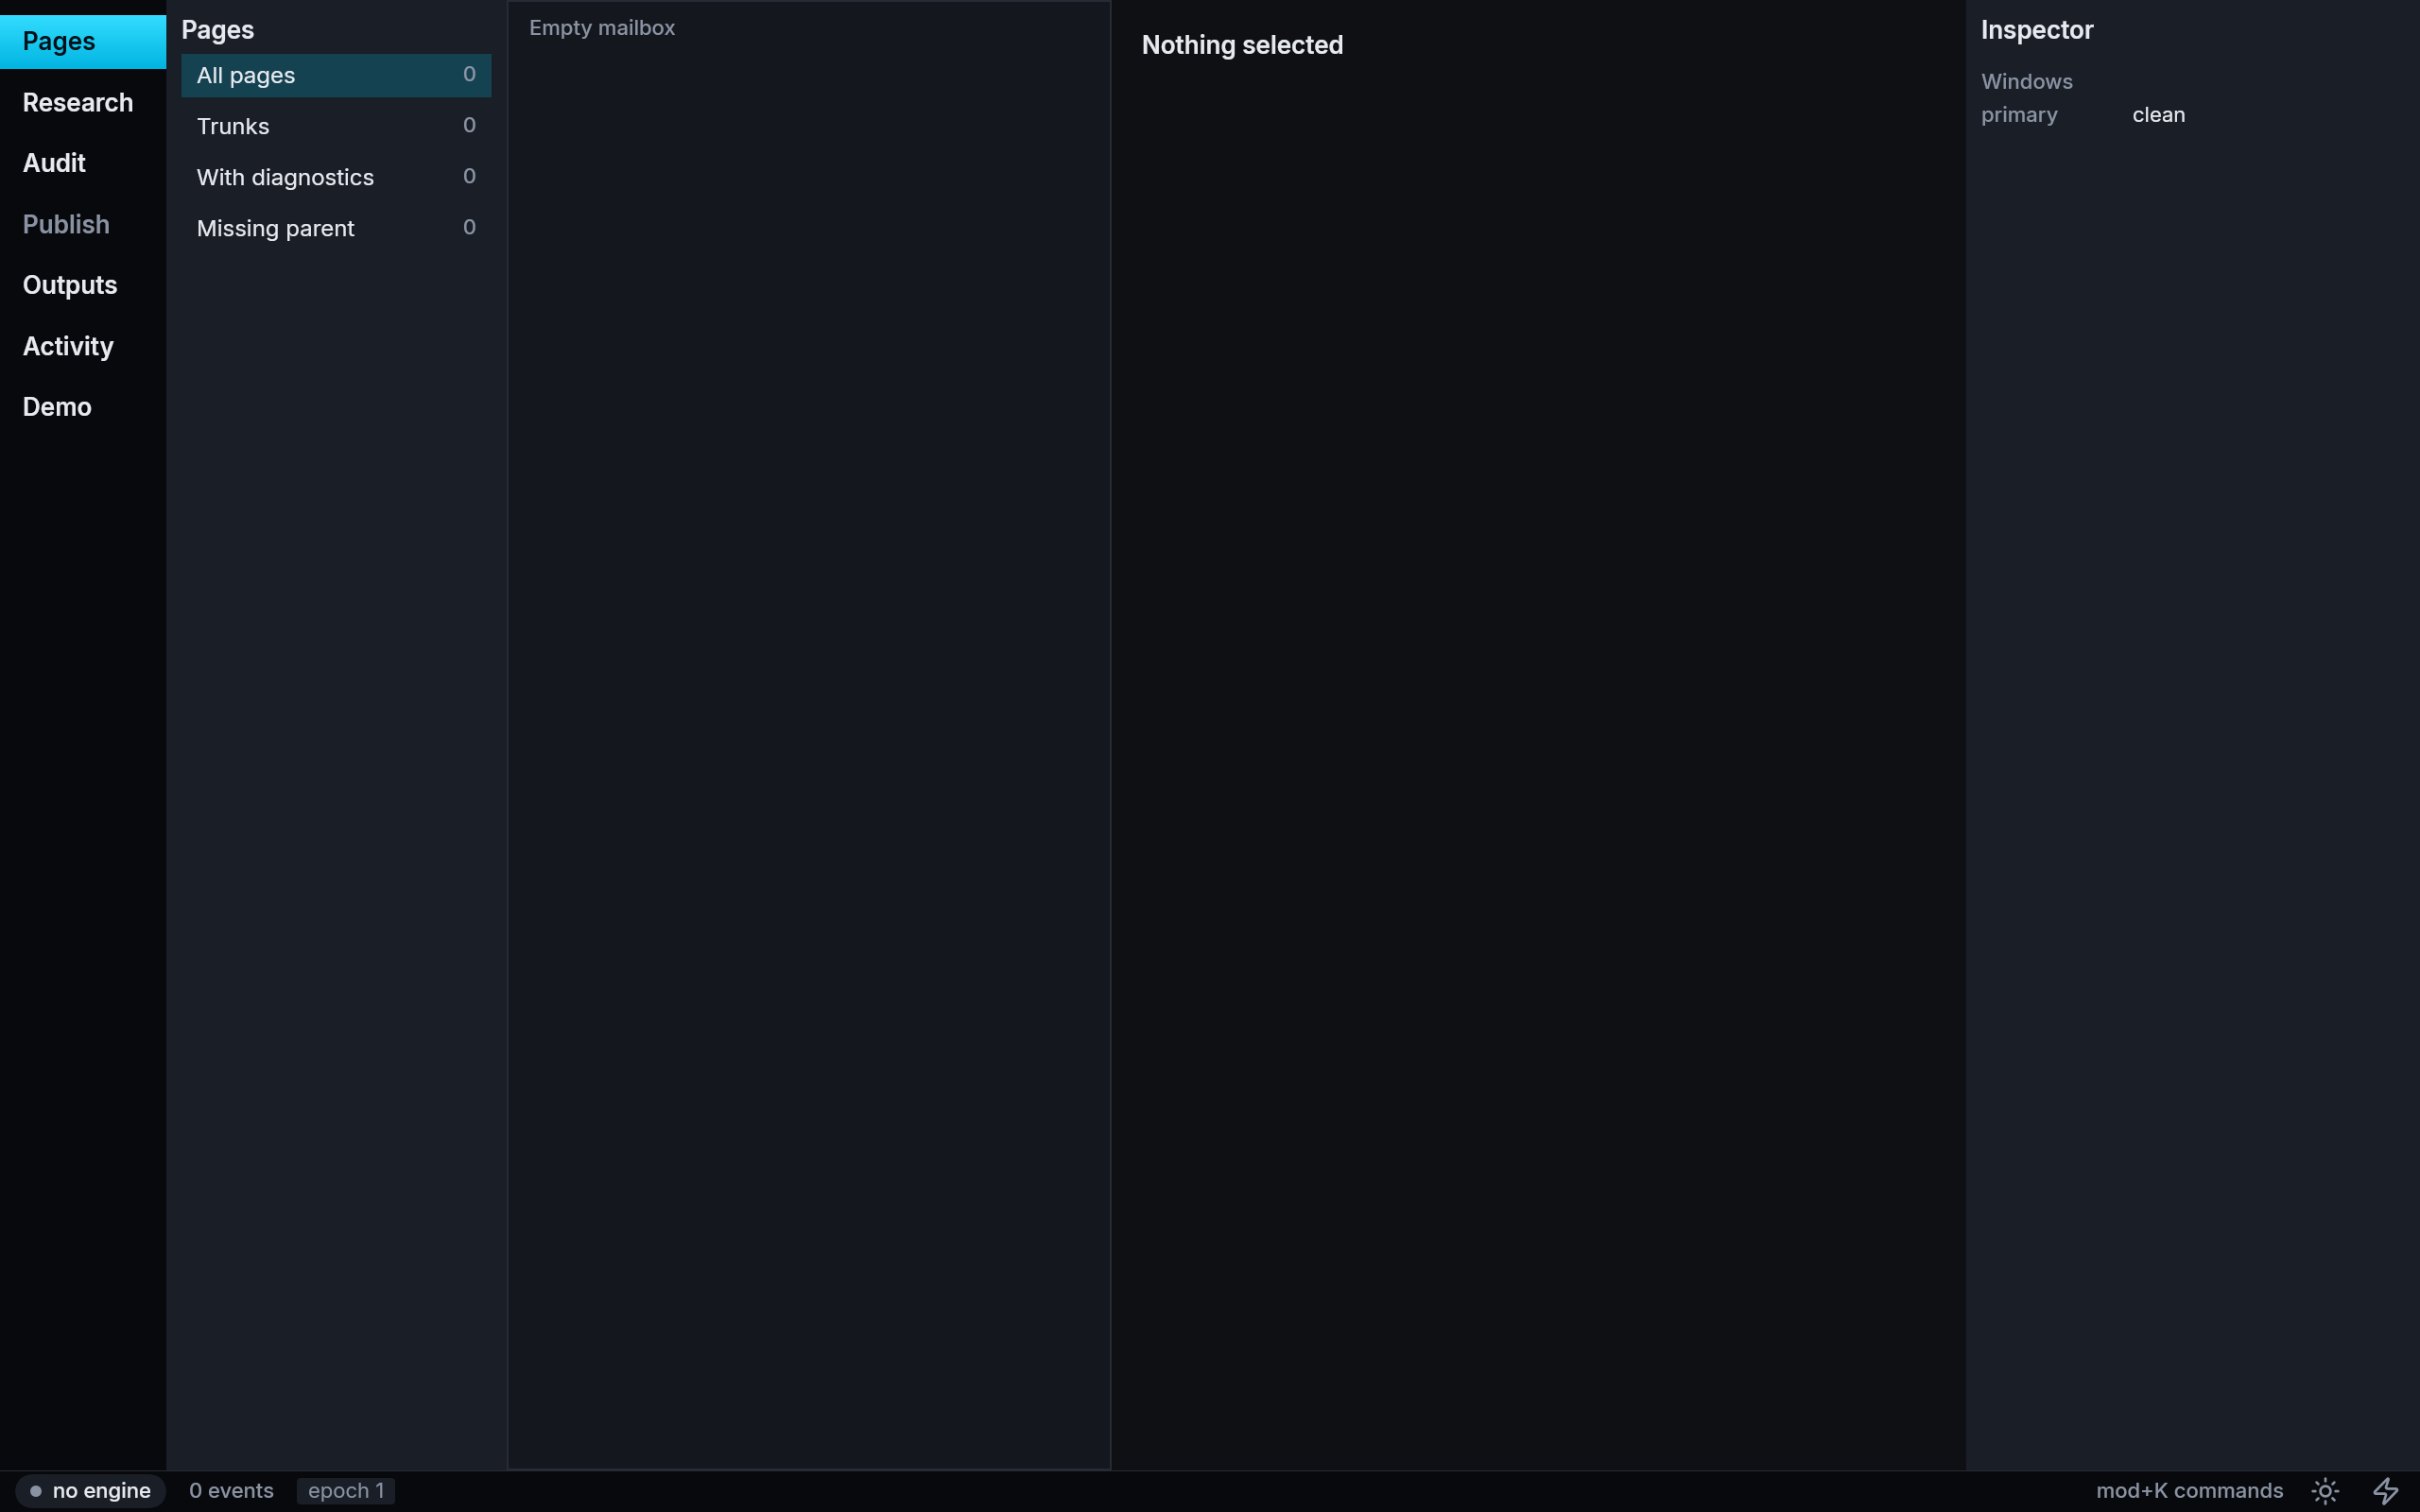 Pages
Research
Audit
Publish
Outputs
Activity
Demo
Pages
All pages 0
Trunks 0
With diagnostics 0
Missing parent 0
Empty mailbox
Nothing selected
Inspector
Windows
primary clean
no engine 0 events epoch 1 mod+K commands